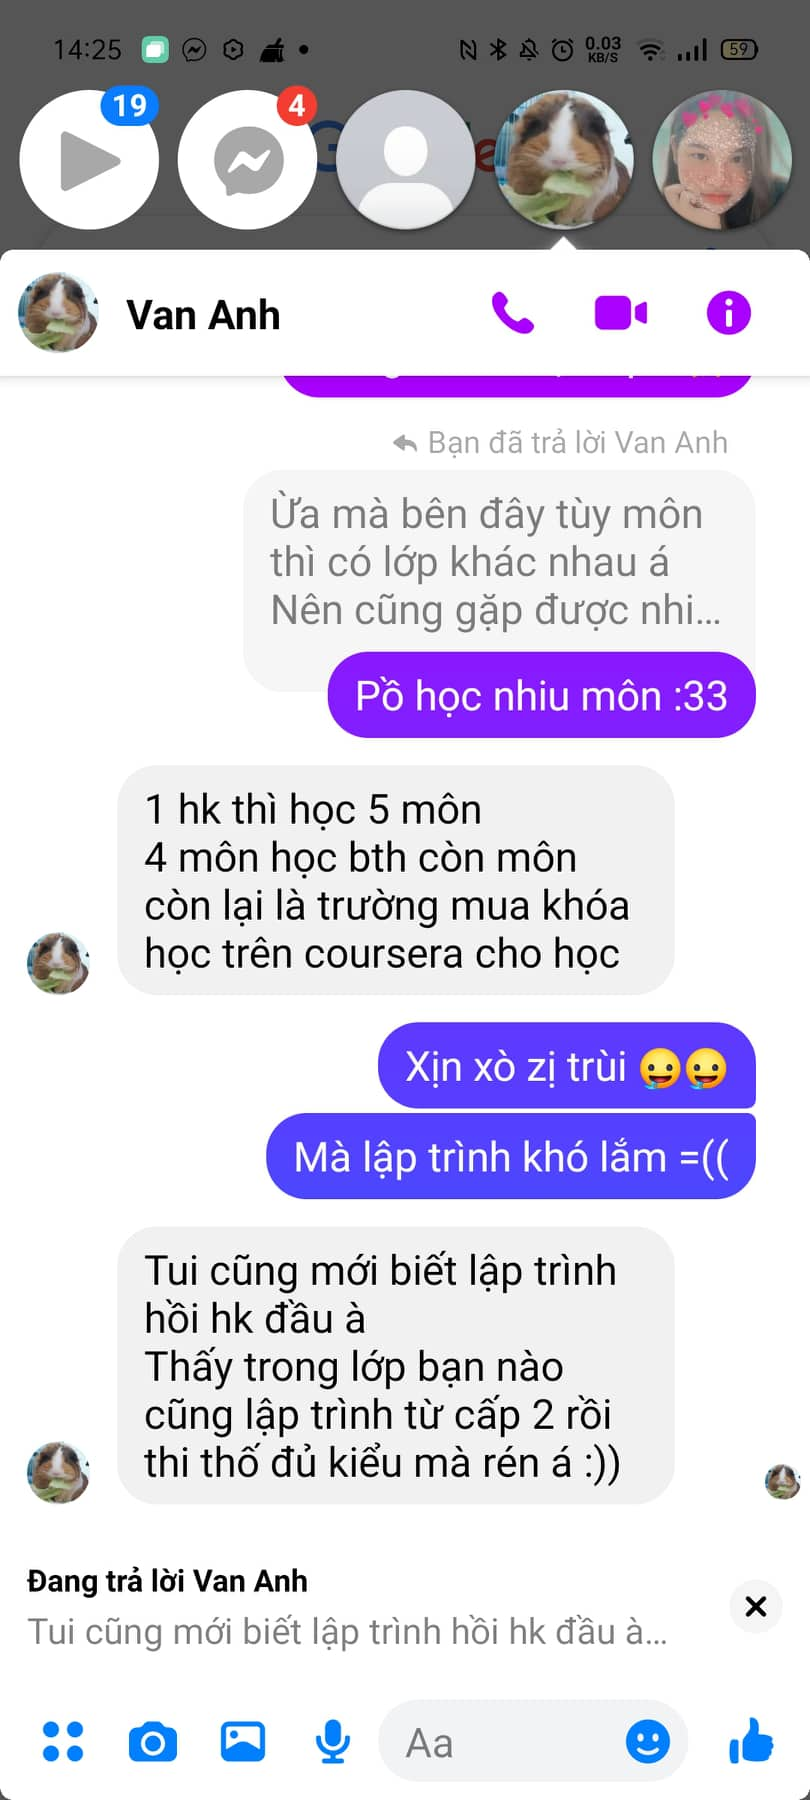 14:25
0.03
KB/S
59
19
4
Van Anh
Bạn đã trả lời Van Anh
Ừa mà bên đây tùy môn
thì có lớp khác nhau á
Nên cũng gặp được nhi...
Pồ học nhiu môn :33
1 hk thì học 5 môn
4 môn học bth còn môn
còn lại là trường mua khóa
học trên coursera cho học
Xịn xò zị trùi 🤤🤤
Mà lập trình khó lắm =((
Tui cũng mới biết lập trình
hồi hk đầu à
Thấy trong lớp bạn nào
cũng lập trình từ cấp 2 rồi
thi thố đủ kiểu mà rén á :))
Đang trả lời Van Anh
Tui cũng mới biết lập trình hồi hk đầu à...
Aa